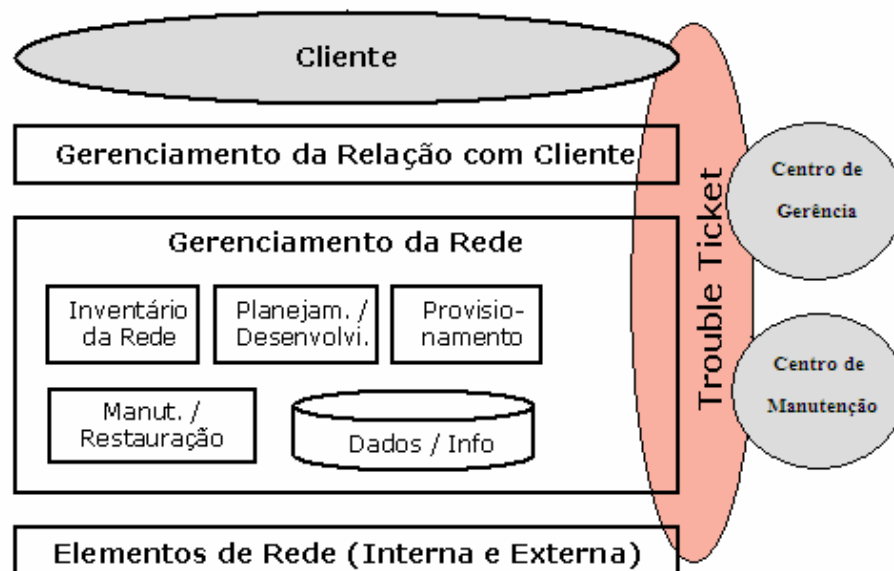 Cliente
Gerenciamento da Relação com Cliente
Gerenciamento da Rede
Inventário
da Rede
Planejam. /
Desenvolvi.
Provisio-
namento
Manut. /
Restauração
Dados / Info
Elementos de Rede (Interna e Externa)
Trouble Ticket
Centro de
Gerência
Centro de
Manutenção